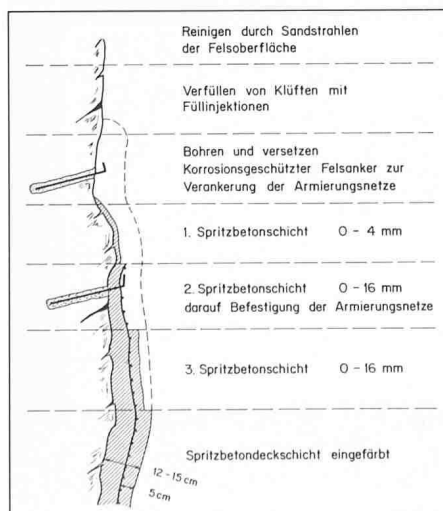 Reinigen durch Sandstrahlen
der Felsoberfläche
Verfüllen von Klüften mit
Füllinjektionen
Bohren und versetzen
Korrosionsgeschützter Felsanker zur
Verankerung der Armierungsnetze
1. Spritzbetonschicht 0 - 4 mm
2. Spritzbetonschicht 0 - 16 mm
darauf Befestigung der Armierungsnetze
3. Spritzbetonschicht 0 - 16 mm
Spritzbetondeckschicht eingefärbt
12 - 15 cm
5 cm